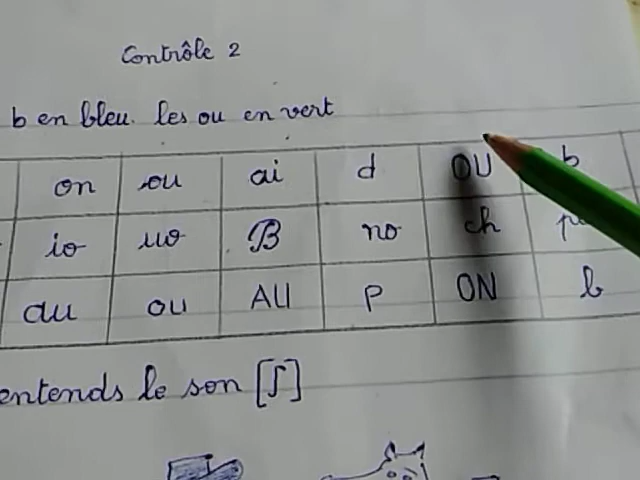 Contrôle 2
b en bleu. les ou en vert
on ou ai d OU b
io uo B no ch
au ou AU p ON b
entends le son [ʃ]